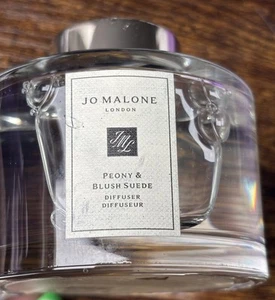 JO MALONE
LONDON
JML
PEONY &
BLUSH SUEDE
DIFFUSER
DIFFUSEUR